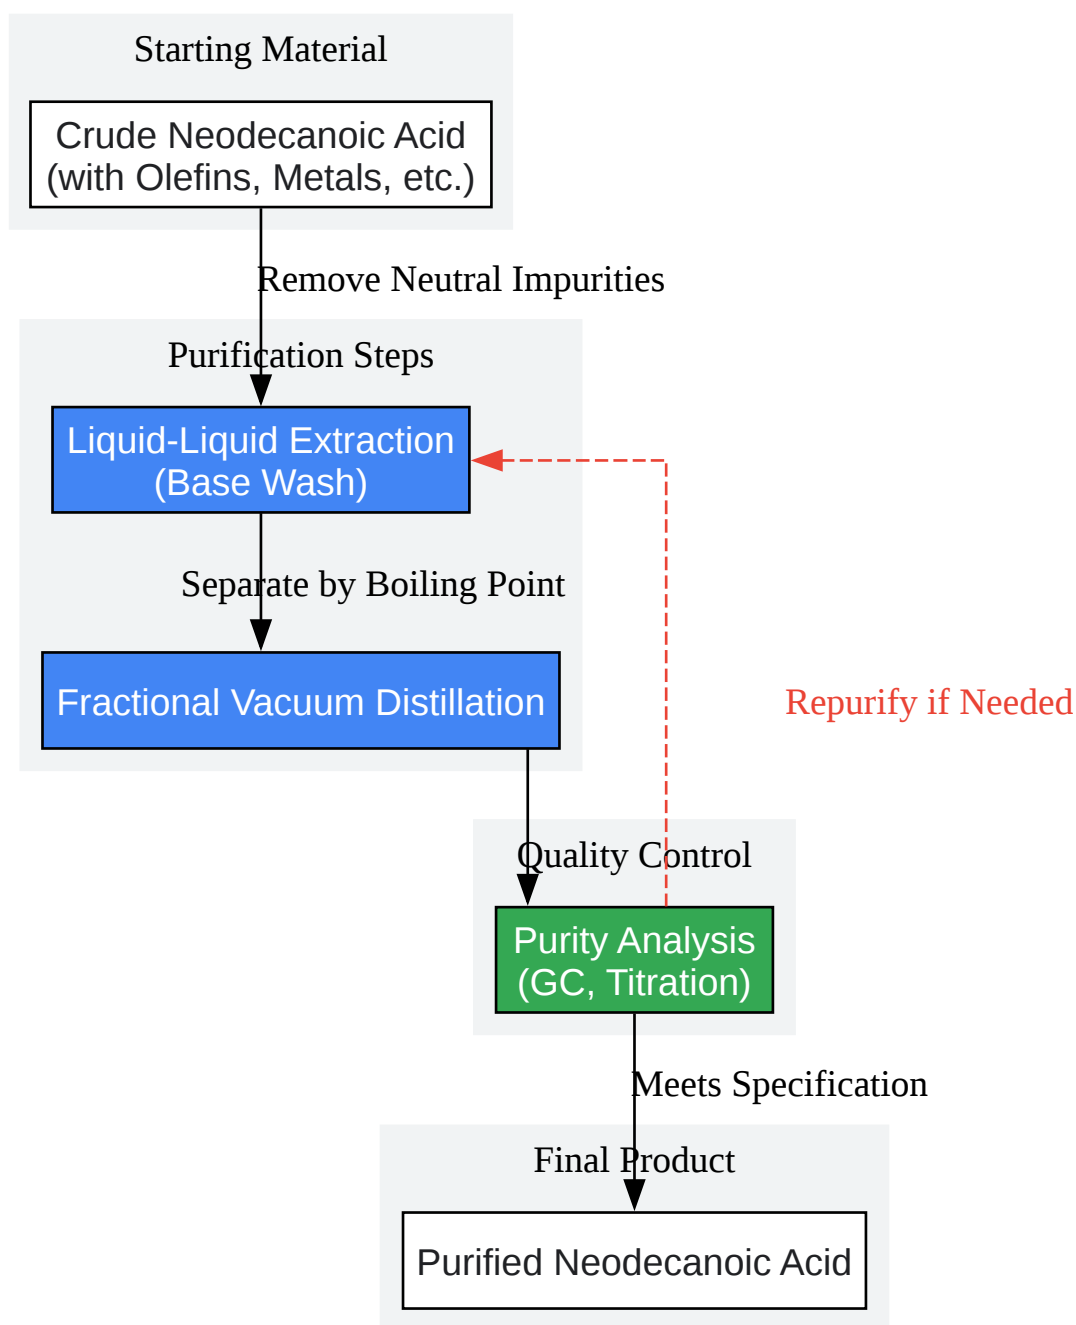 Starting Material
Crude Neodecanoic Acid
(with Olefins, Metals, etc.)
Remove Neutral Impurities
Purification Steps
Liquid-Liquid Extraction
(Base Wash)
Separate by Boiling Point
Fractional Vacuum Distillation
Repurify if Needed
Quality Control
Purity Analysis
(GC, Titration)
Meets Specification
Final Product
Purified Neodecanoic Acid